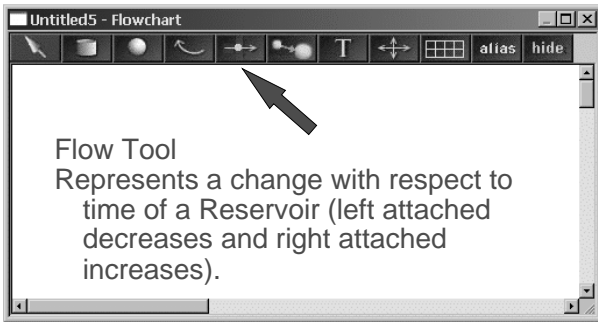 Untitled5 - Flowchart
T alias hide
Flow Tool
Represents a change with respect to
time of a Reservoir (left attached
decreases and right attached
increases).